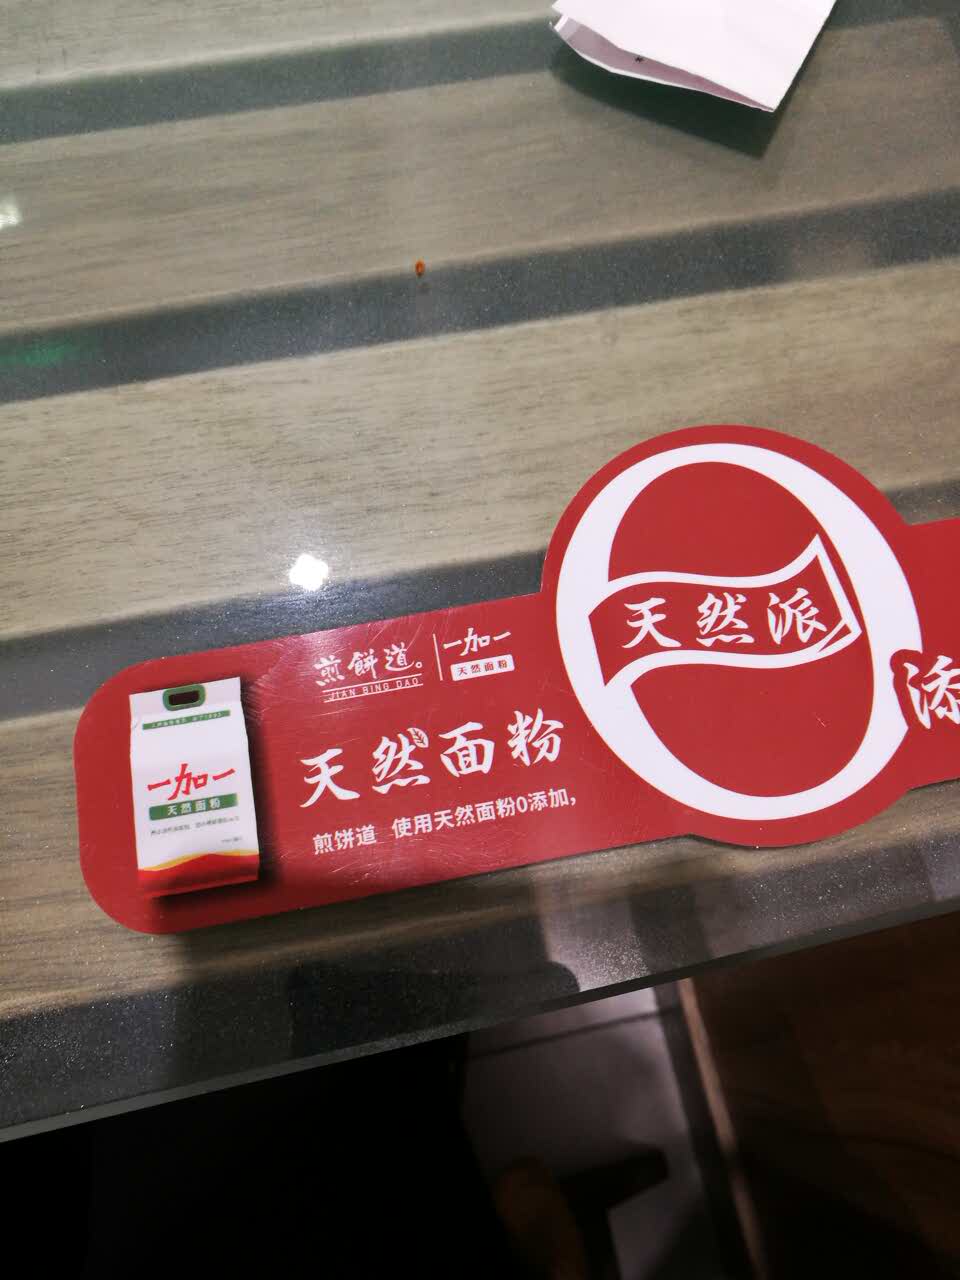 煎餅道。
JIAN BING DAO
一加一
天然面粉
天然面粉
煎饼道 使用天然面粉0添加，
0
天然派
添
一加一
天然面粉